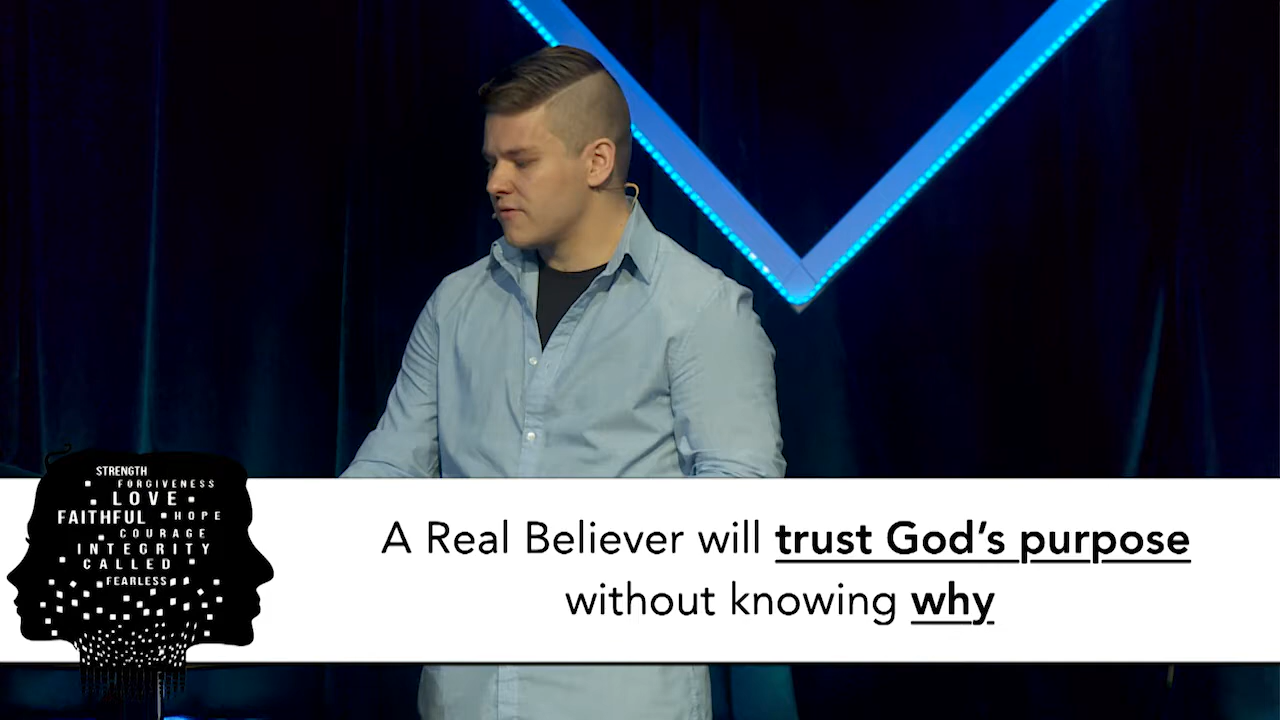 STRENGTH
FORGIVENESS
LOVE
FAITHFUL HOPE
COURAGE
INTEGRITY
CALLED
FEARLESS
A Real Believer will trust God’s purpose
without knowing why